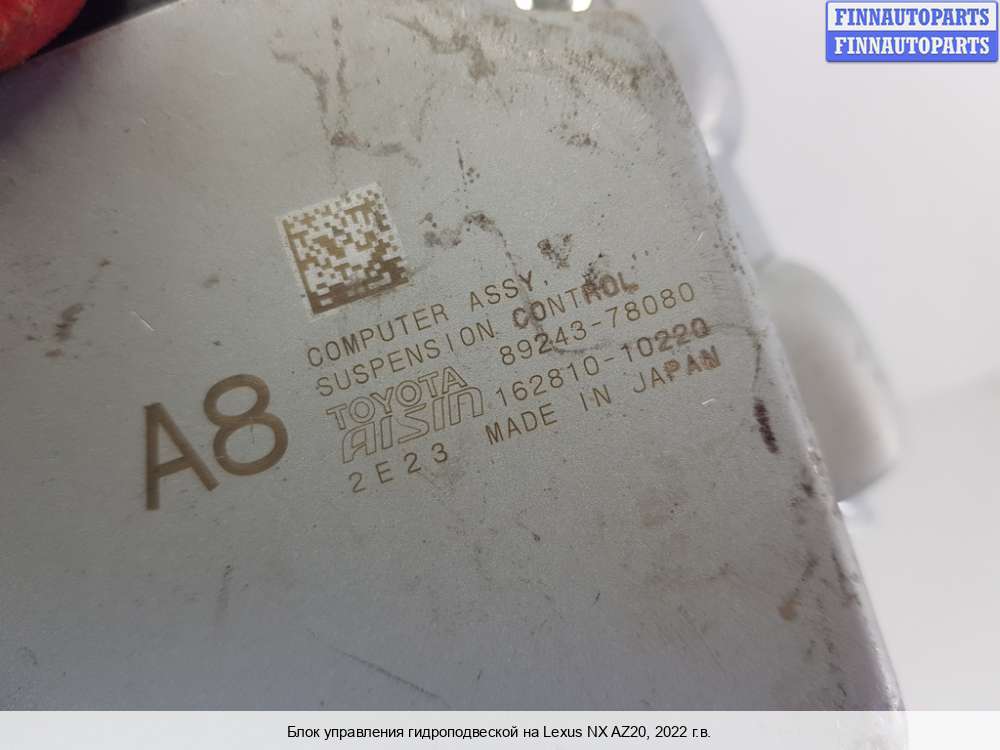 FINNAUTOPARTS
FINNAUTOPARTS
COMPUTER ASSY,
SUSPENSION CONTROL
TOYOTA 89243-78080
AISIN 162810-10220
2E23 MADE IN JAPAN
A8
Блок управления гидроподвеской на Lexus NX AZ20, 2022 г.в.